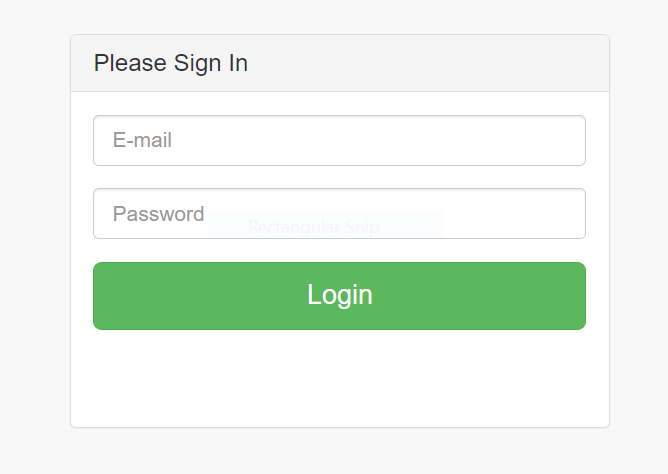 Please Sign In
E-mail
Password
Rectangular Snip
Login